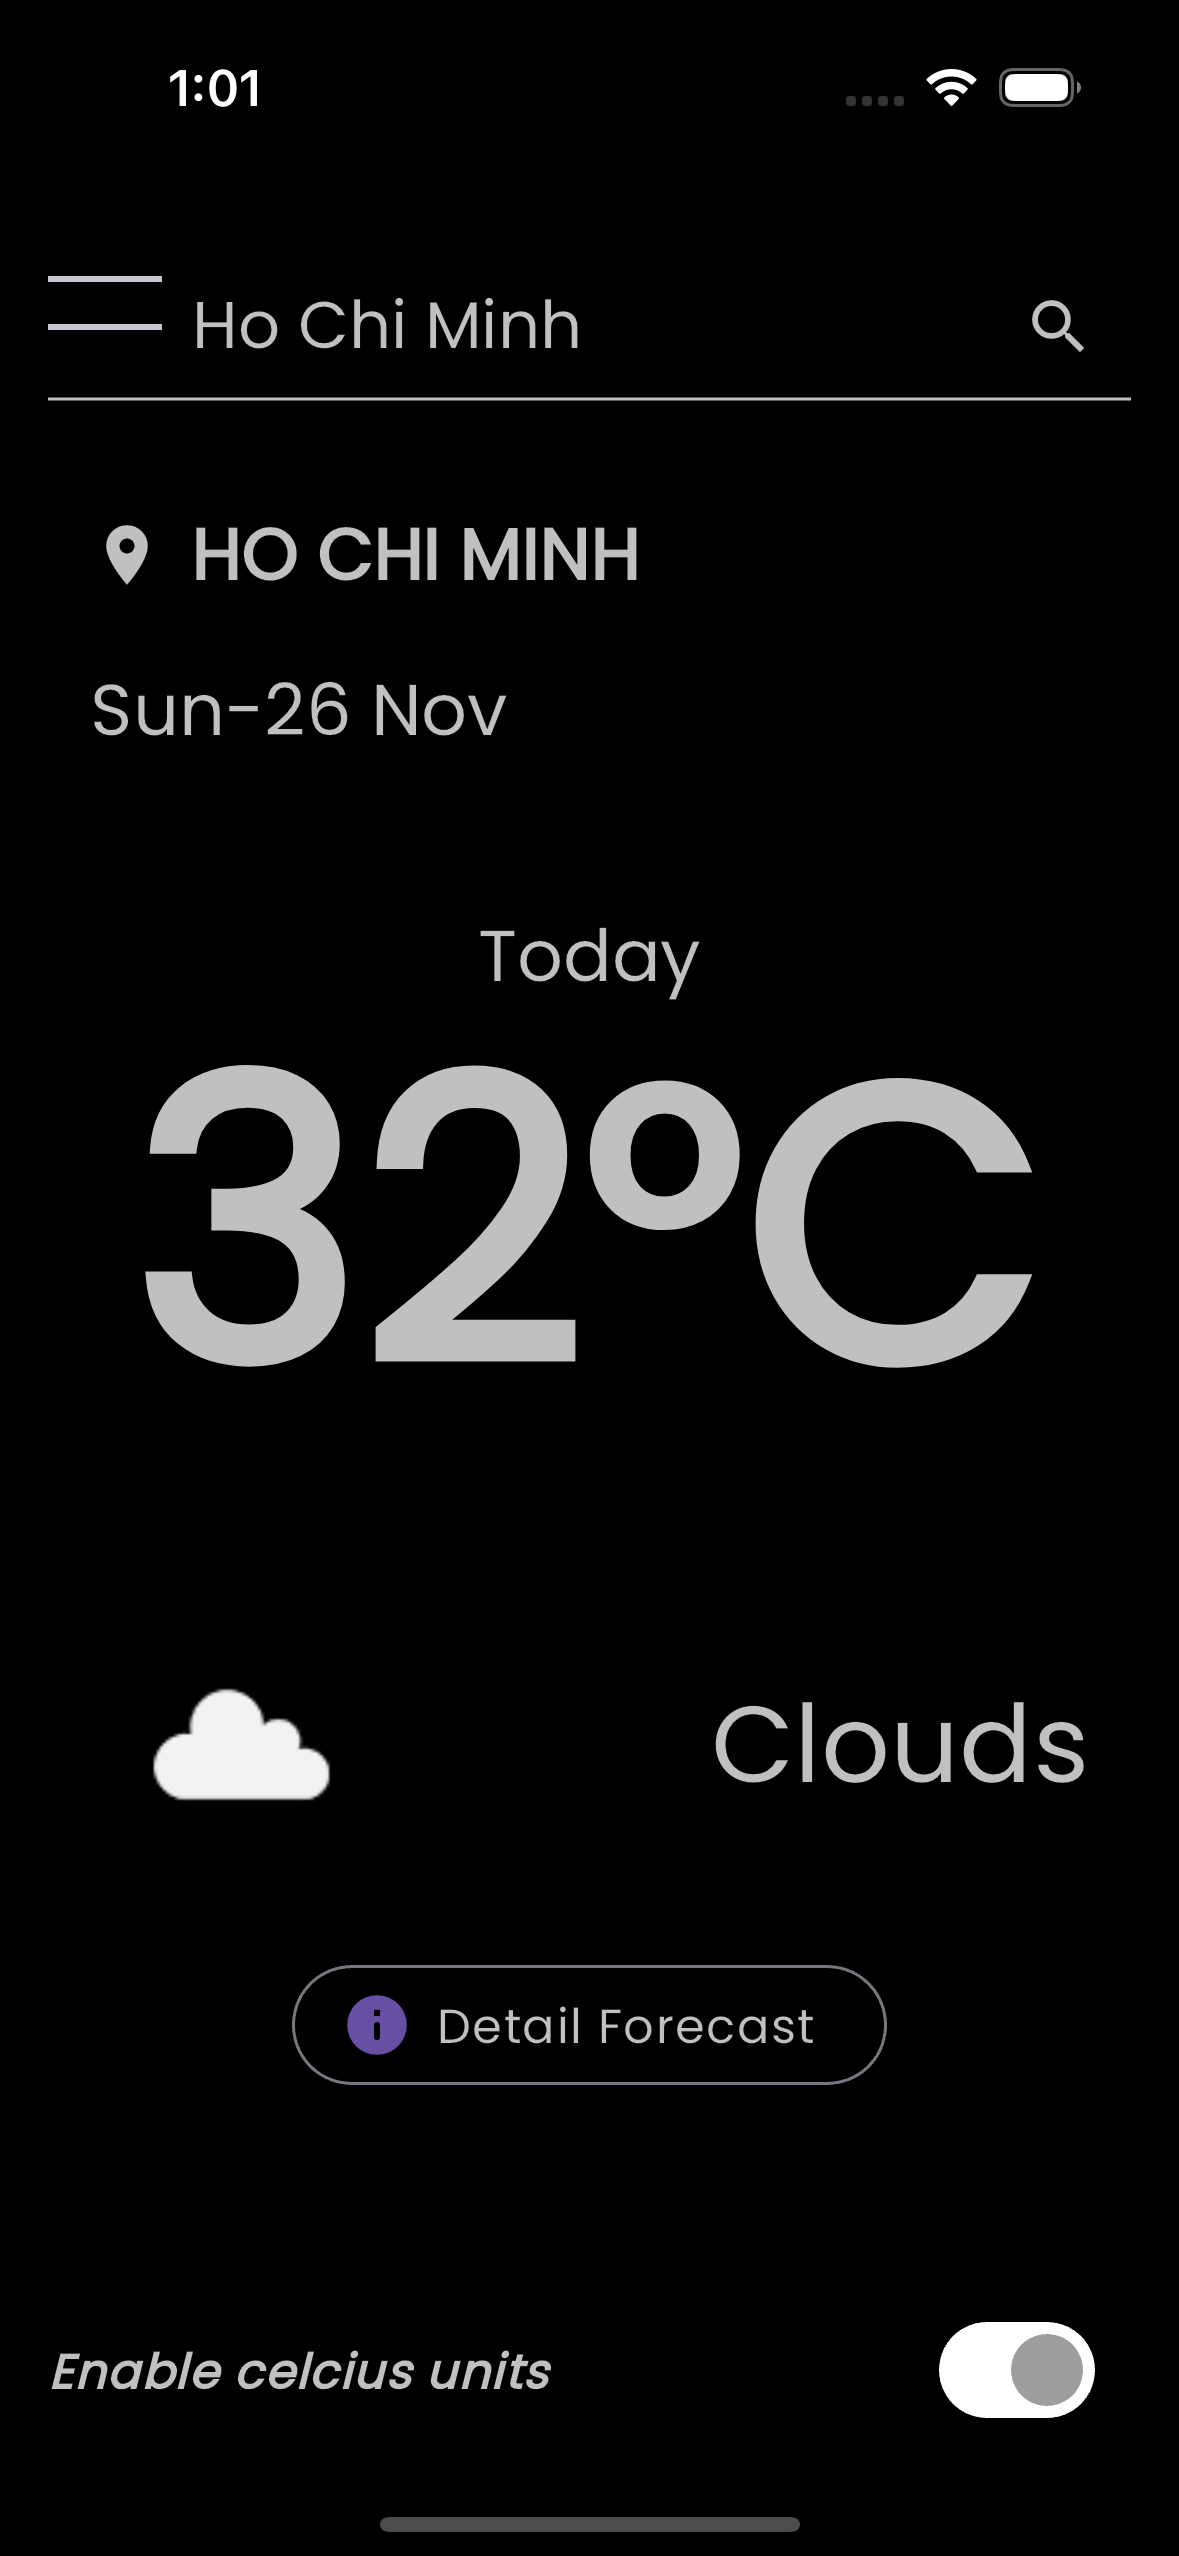 1:01
Ho Chi Minh
HO CHI MINH
Sun-26 Nov
Today
32°C
Clouds
Detail Forecast
Enable celcius units